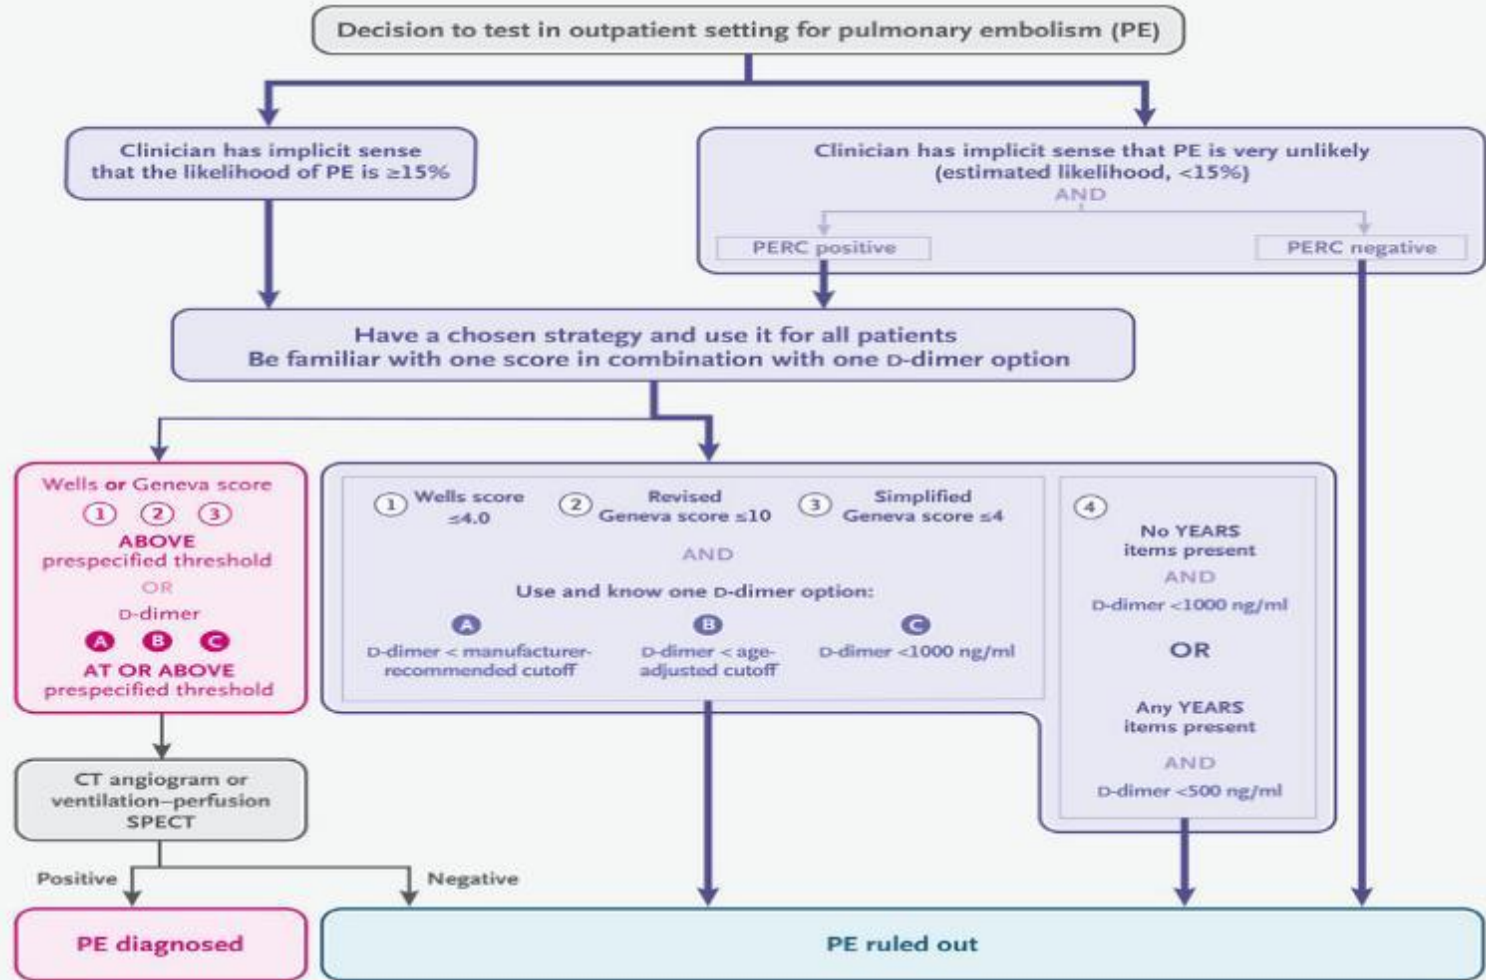 Decision to test in outpatient setting for pulmonary embolism (PE)
Clinician has implicit sense
that the likelihood of PE is ≥15%
Clinician has implicit sense that PE is very unlikely
(estimated likelihood, <15%)
AND
PERC positive
PERC negative
Have a chosen strategy and use it for all patients
Be familiar with one score in combination with one D-dimer option
Wells or Geneva score
1 2 3
ABOVE
prespecified threshold
OR
D-dimer
A B C
AT OR ABOVE
prespecified threshold
1 Wells score
≤4.0
2 Revised
Geneva score ≤10
3 Simplified
Geneva score ≤4
AND
Use and know one D-dimer option:
A
D-dimer < manufacturer-
recommended cutoff
B
D-dimer < age-
adjusted cutoff
C
D-dimer <1000 ng/ml
4
No YEARS
items present
AND
D-dimer <1000 ng/ml
OR
Any YEARS
items present
AND
D-dimer <500 ng/ml
CT angiogram or
ventilation–perfusion
SPECT
Positive
Negative
PE diagnosed
PE ruled out